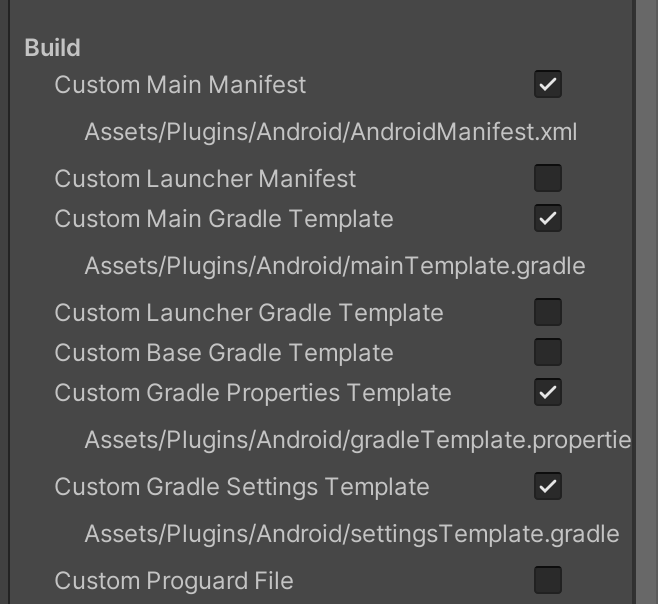 Build
Custom Main Manifest
Assets/Plugins/Android/AndroidManifest.xml
Custom Launcher Manifest
Custom Main Gradle Template
Assets/Plugins/Android/mainTemplate.gradle
Custom Launcher Gradle Template
Custom Base Gradle Template
Custom Gradle Properties Template
Assets/Plugins/Android/gradleTemplate.propertie
Custom Gradle Settings Template
Assets/Plugins/Android/settingsTemplate.gradle
Custom Proguard File